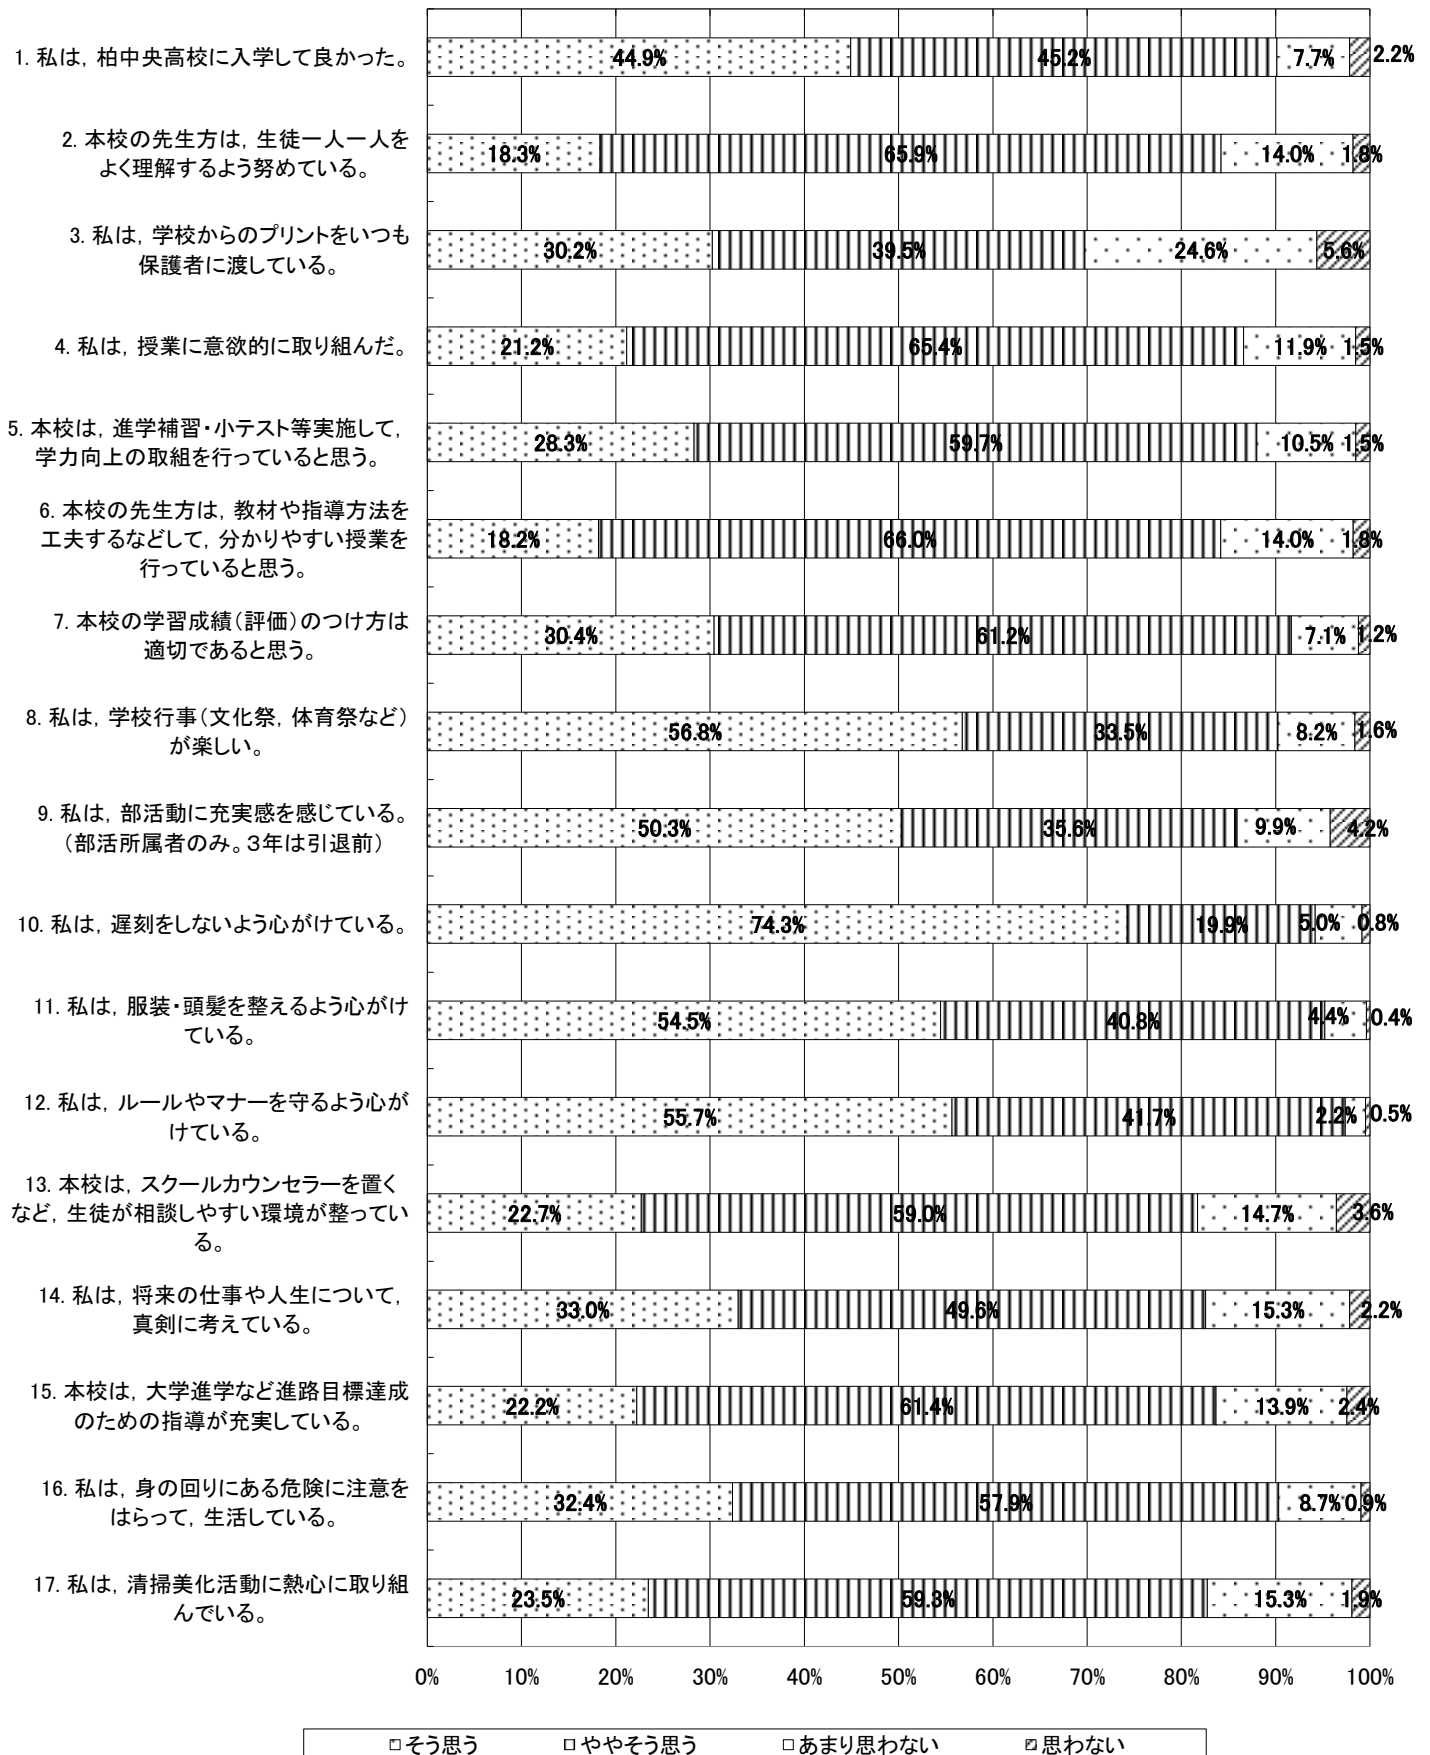 1. 私は，柏中央高校に入学して良かった。
44.9% 45.2% 7.7% 2.2%
2. 本校の先生方は，生徒一人一人を
よく理解するよう努めている。
18.3% 65.9% 14.0% 1.8%
3. 私は，学校からのプリントをいつも
保護者に渡している。
30.2% 39.5% 24.6% 5.6%
4. 私は，授業に意欲的に取り組んだ。
21.2% 65.4% 11.9% 1.5%
5. 本校は，進学補習・小テスト等実施して，
学力向上の取組を行っていると思う。
28.3% 59.7% 10.5% 1.5%
6. 本校の先生方は，教材や指導方法を
工夫するなどして，分かりやすい授業を
行っていると思う。
18.2% 66.0% 14.0% 1.8%
7. 本校の学習成績（評価）のつけ方は
適切であると思う。
30.4% 61.2% 7.1% 1.2%
8. 私は，学校行事（文化祭，体育祭など）
が楽しい。
56.8% 33.5% 8.2% 1.6%
9. 私は，部活動に充実感を感じている。
（部活所属者のみ。３年は引退前）
50.3% 35.6% 9.9% 4.2%
10. 私は，遅刻をしないよう心がけている。
74.3% 19.9% 5.0% 0.8%
11. 私は，服装・頭髪を整えるよう心がけ
ている。
54.5% 40.8% 4.4% 0.4%
12. 私は，ルールやマナーを守るよう心が
けている。
55.7% 41.7% 2.2% 0.5%
13. 本校は，スクールカウンセラーを置く
など，生徒が相談しやすい環境が整ってい
る。
22.7% 59.0% 14.7% 3.6%
14. 私は，将来の仕事や人生について，
真剣に考えている。
33.0% 49.6% 15.3% 2.2%
15. 本校は，大学進学など進路目標達成
のための指導が充実している。
22.2% 61.4% 13.9% 2.4%
16. 私は，身の回りにある危険に注意を
はらって，生活している。
32.4% 57.9% 8.7% 0.9%
17. 私は，清掃美化活動に熱心に取り組
んでいる。
23.5% 59.3% 15.3% 1.9%
0% 10% 20% 30% 40% 50% 60% 70% 80% 90% 100%
そう思う ややそう思う あまり思わない 思わない